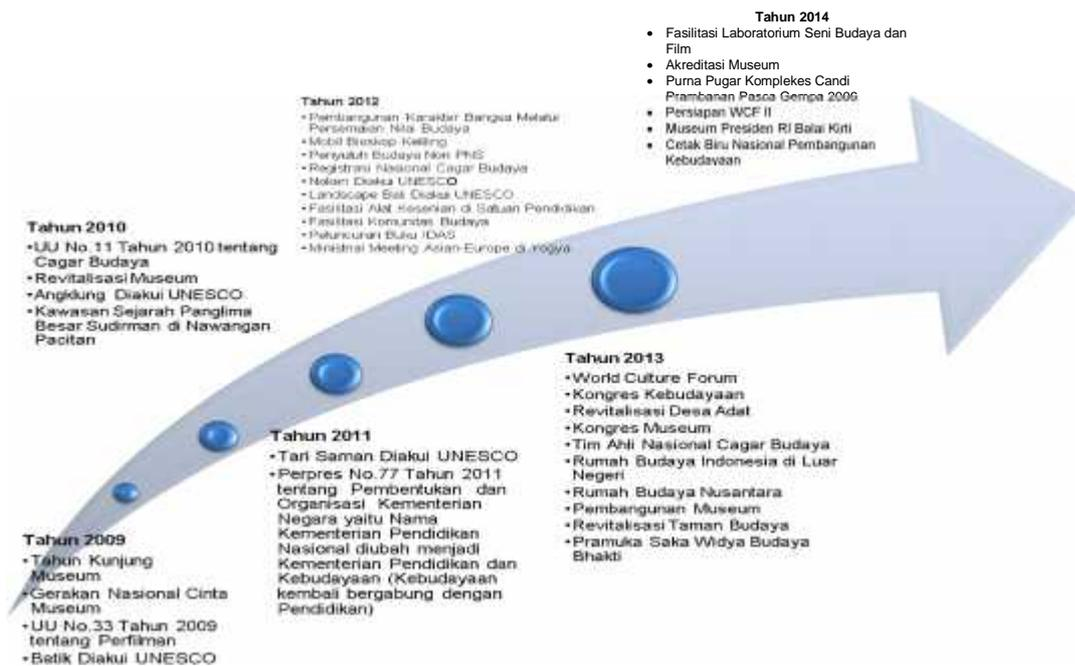 Tahun 2014
• Fasilitasi Laboratorium Seni Budaya dan
Film
• Akreditasi Museum
• Purna Pugar Komplekes Candi
Prambanan Pasca Gempa 2006
• Persiapan WCF II
• Museum Presiden RI Balai Kirti
• Cetak Biru Nasional Pembangunan
Kebudayaan
Tahun 2012
• Pembangunan Karakter Bangsa Melalui
Persemaian Nilai Budaya
• Mobil Bioskop Keliling
• Penyuluh Budaya Non PNS
• Registrasi Nasional Cagar Budaya
• Noken Diakui UNESCO
• Landscape Bali Diakui UNESCO
• Fasilitasi Alat Kesenian di Satuan Pendidikan
• Fasilitasi Komunitas Budaya
• Peluncuran Buku IDAS
• Ministrial Meeting Asian-Europe di Yogya
Tahun 2010
• UU No.11 Tahun 2010 tentang
Cagar Budaya
• Revitalisasi Museum
• Angklung Diakui UNESCO
• Kawasan Sejarah Panglima
Besar Sudirman di Nawangan
Pacitan
Tahun 2013
• World Culture Forum
• Kongres Kebudayaan
• Revitalisasi Desa Adat
• Kongres Museum
• Tim Ahli Nasional Cagar Budaya
• Rumah Budaya Indonesia di Luar
Negeri
• Rumah Budaya Nusantara
• Pembangunan Museum
• Revitalisasi Taman Budaya
• Pramuka Saka Widya Budaya
Bhakti
Tahun 2011
• Tari Saman Diakui UNESCO
• Perpres No.77 Tahun 2011
tentang Pembentukan dan
Organisasi Kementerian
Negara yaitu Nama
Kementerian Pendidikan
Nasional diubah menjadi
Kementerian Pendidikan dan
Kebudayaan (Kebudayaan
kembali bergabung dengan
Pendidikan)
Tahun 2009
• Tahun Kunjung
Museum
• Gerakan Nasional Cinta
Museum
• UU No.33 Tahun 2009
tentang Perfilman
• Batik Diakui UNESCO